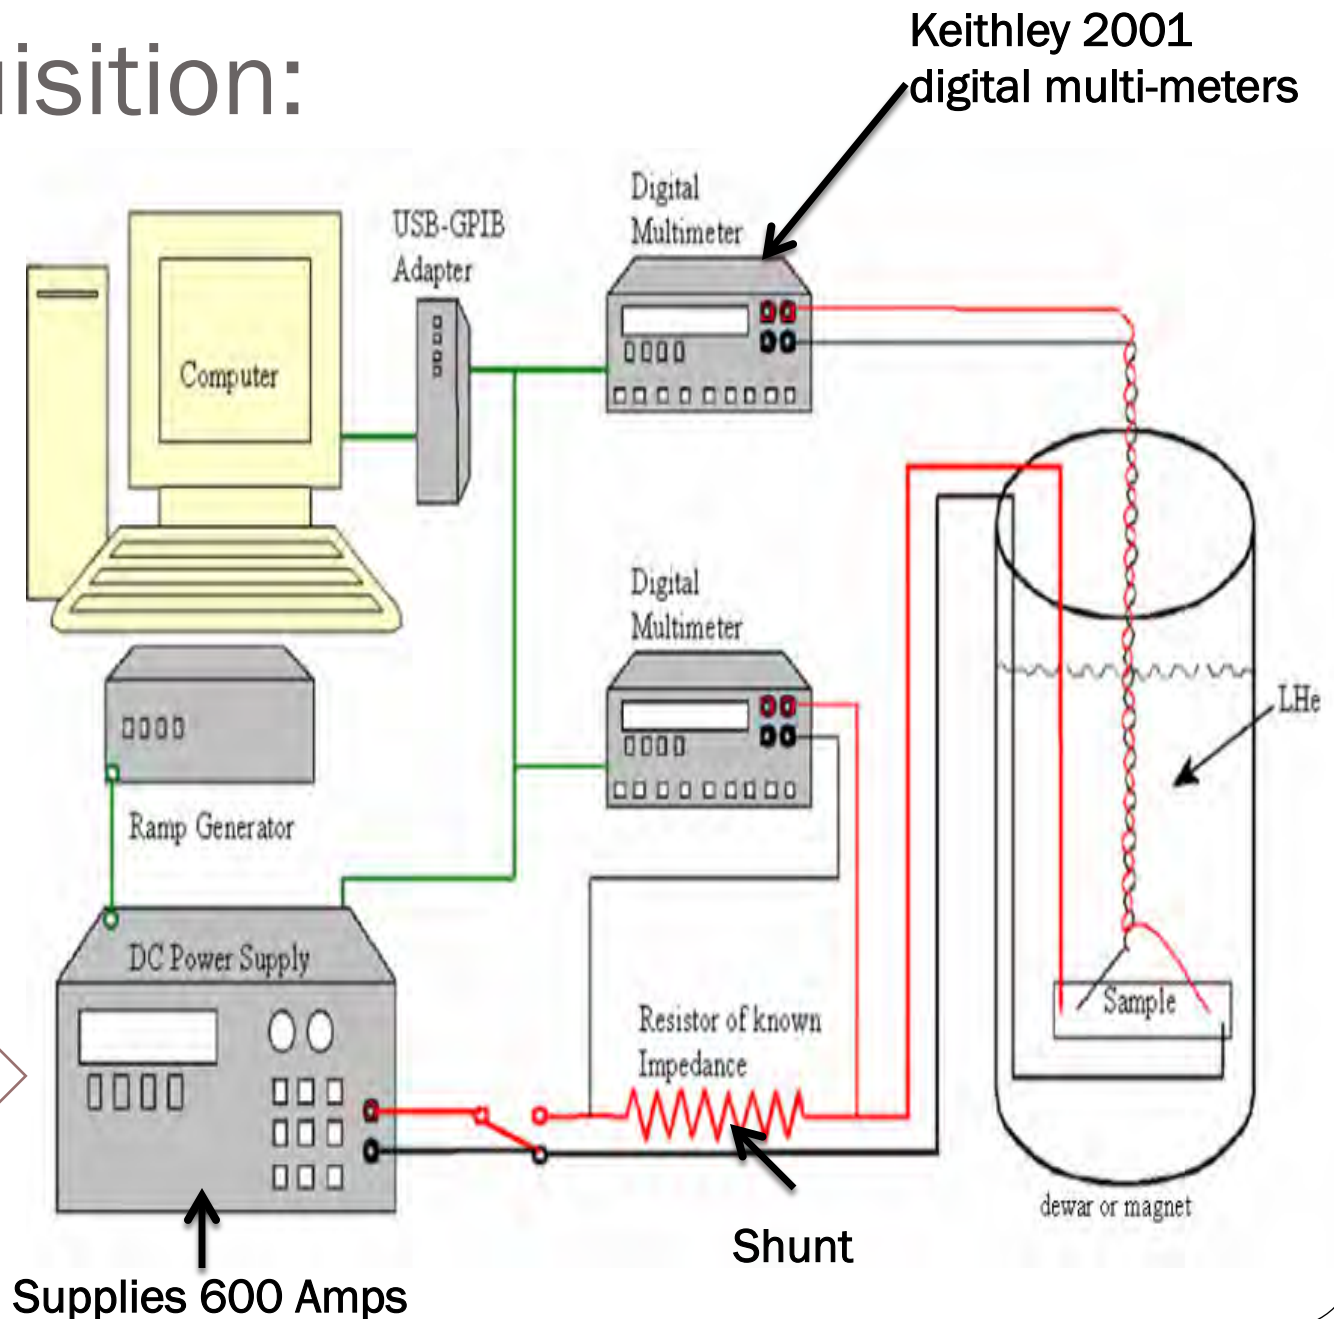 uisition:
Keithley 2001
digital multi-meters
Digital
Multimeter
USB-GPIB
Adapter
Computer
Digital
Multimeter
LHe
Ramp Generator
DC Power Supply
Sample
Resistor of known
Impedance
dewar or magnet
Shunt
Supplies 600 Amps